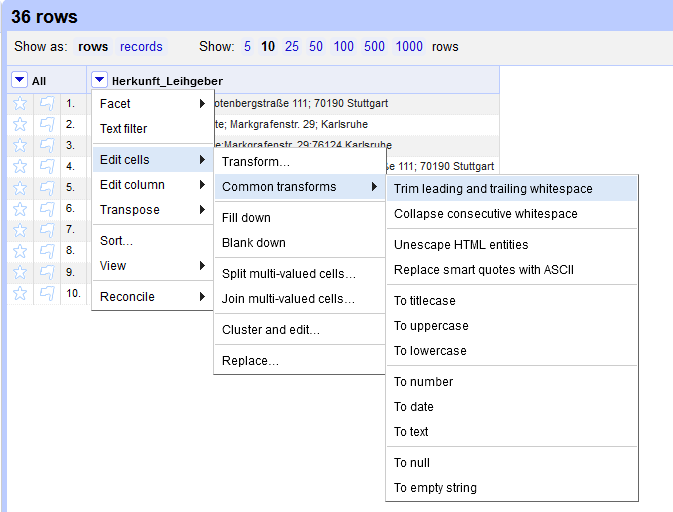 36 rows
Show as: rows records Show: 5 10 25 50 100 500 1000 rows
All Herkunft_Leihgeber
1. 111; 70190 Stuttgart
2. Markgrafenstr. 29; Karlsruhe
3. Markgrafenstr. 29;76124 Karlsruhe
4. 111; 70190 Stuttgart
5.
6.
7.
8.
9.
10.
Facet
Text filter
Edit cells
Edit column
Transpose
Sort...
View
Reconcile
Transform...
Common transforms
Fill down
Blank down
Split multi-valued cells...
Join multi-valued cells...
Cluster and edit...
Replace...
Trim leading and trailing whitespace
Collapse consecutive whitespace
Unescape HTML entities
Replace smart quotes with ASCII
To titlecase
To uppercase
To lowercase
To number
To date
To text
To null
To empty string